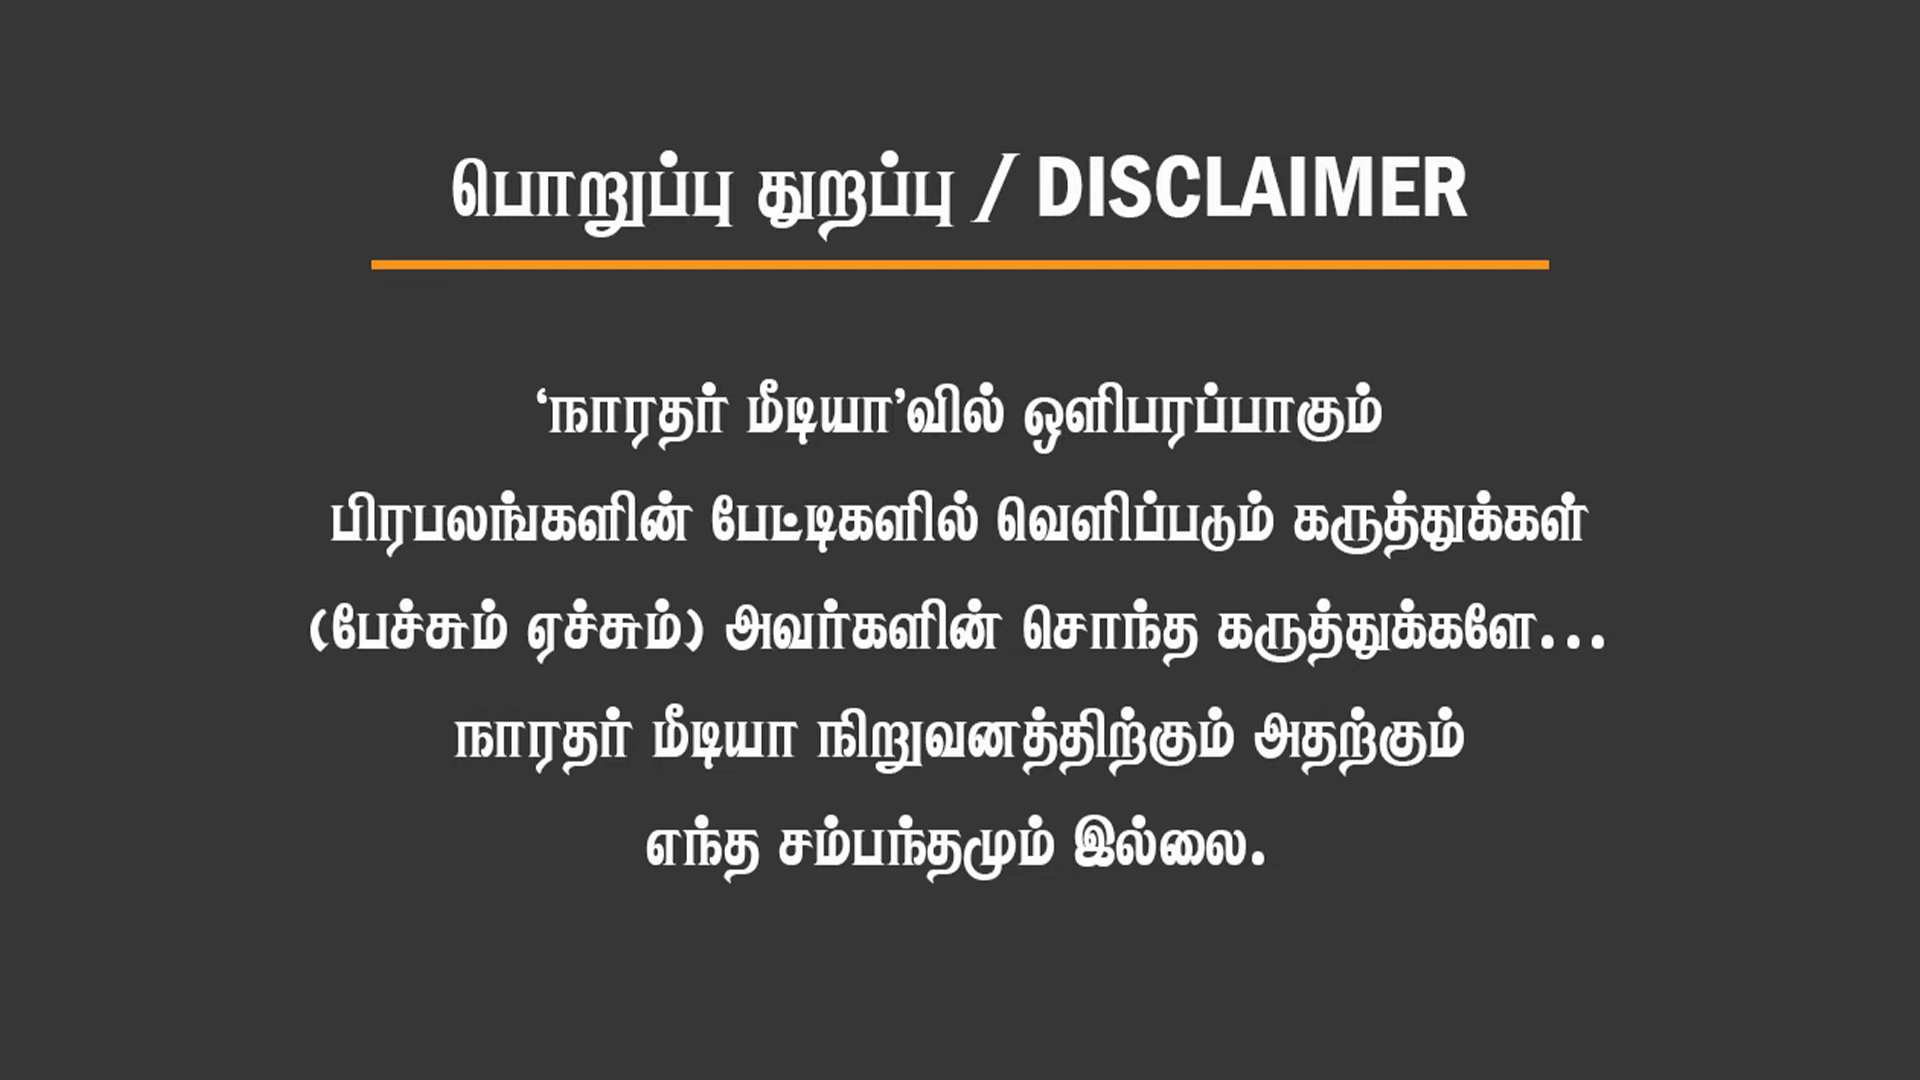 பொறுப்பு துறப்பு / DISCLAIMER
‘நாரதர் மீடியா’வில் ஒளிபரப்பாகும்
பிரபலங்களின் பேட்டிகளில் வெளிப்படும் கருத்துக்கள்
(பேச்சும் ஏச்சும்) அவர்களின் சொந்த கருத்துக்களே...
நாரதர் மீடியா நிறுவனத்திற்கும் அதற்கும்
எந்த சம்பந்தமும் இல்லை.